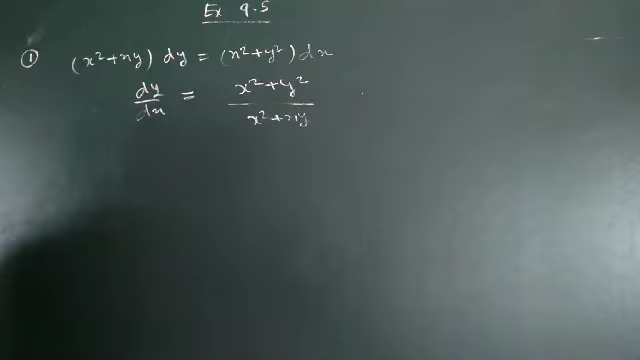 Ex 9.5
① (x²+xy) dy = (x²+y²) dx
dy/dx = x²+y² / x²+xy